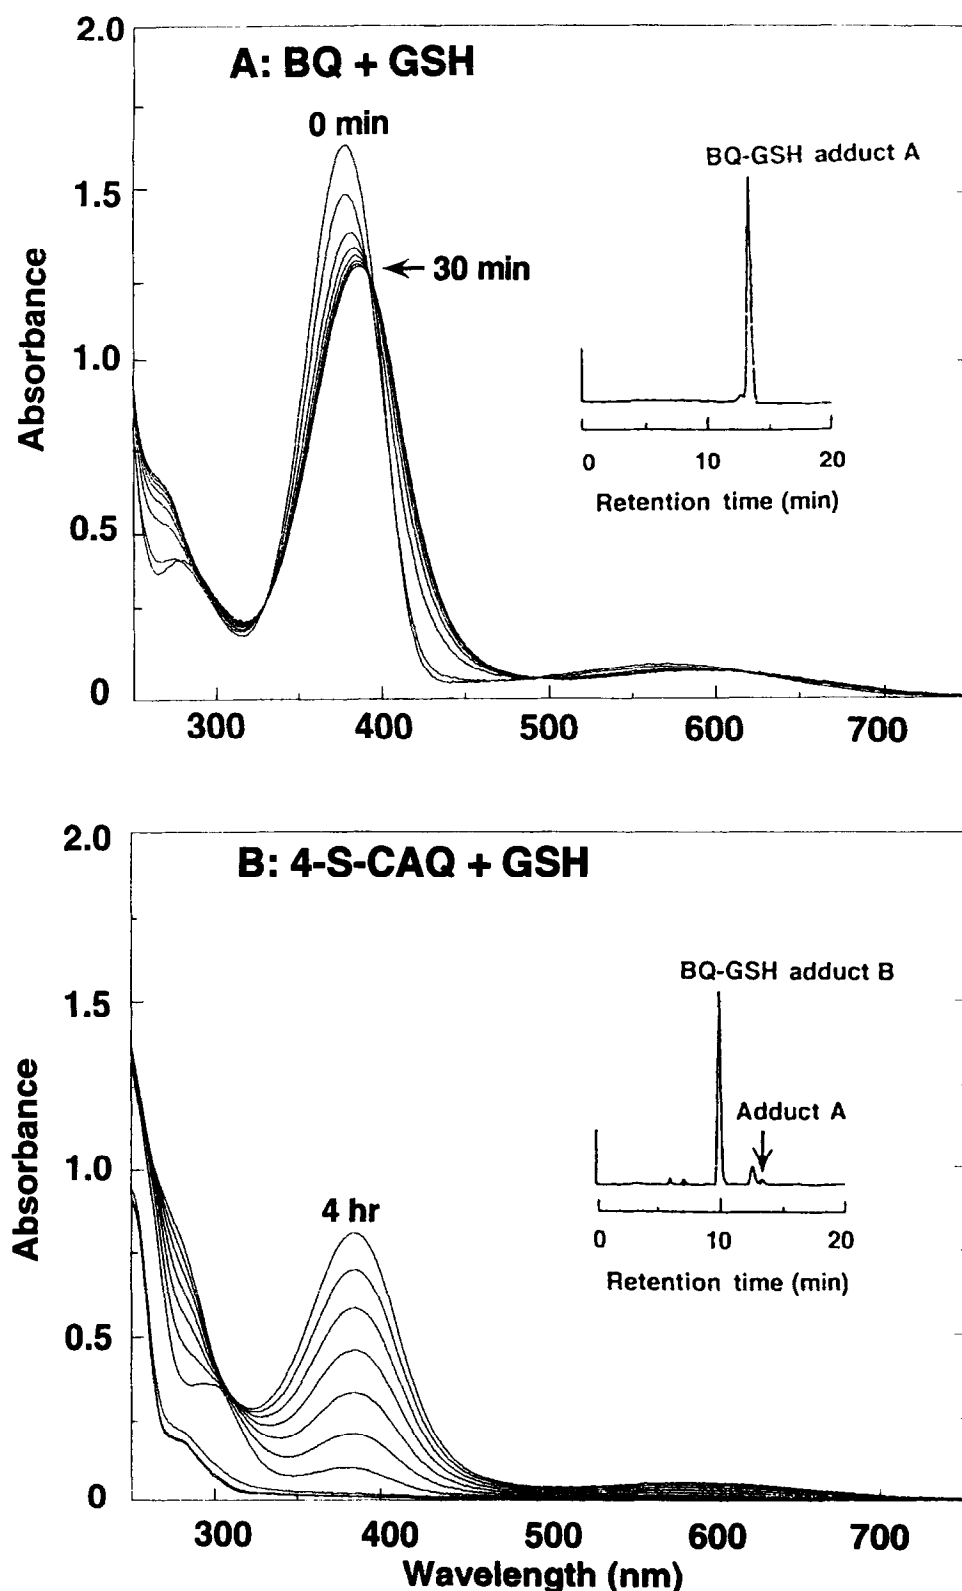 2.0
A: BQ + GSH
0 min
BQ-GSH adduct A
1.5
30 min
1.0
Absorbance
0 10 20
Retention time (min)
0.5
0
300 400 500 600 700
2.0
B: 4-S-CAQ + GSH
BQ-GSH adduct B
1.5
Adduct A
1.0
4 hr
Absorbance
0 10 20
Retention time (min)
0.5
0
300 400 500 600 700
Wavelength (nm)